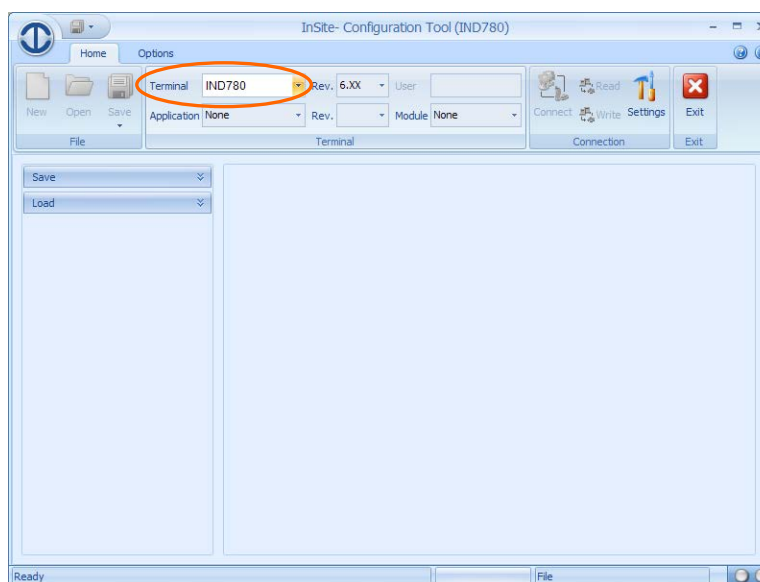 InSite- Configuration Tool (IND780)
Home Options
Terminal IND780 Rev. 6.XX User
New Open Save Connect Read Write Settings Exit
Application None Rev. Module None
File Terminal Connection Exit
Save
Load
Ready File